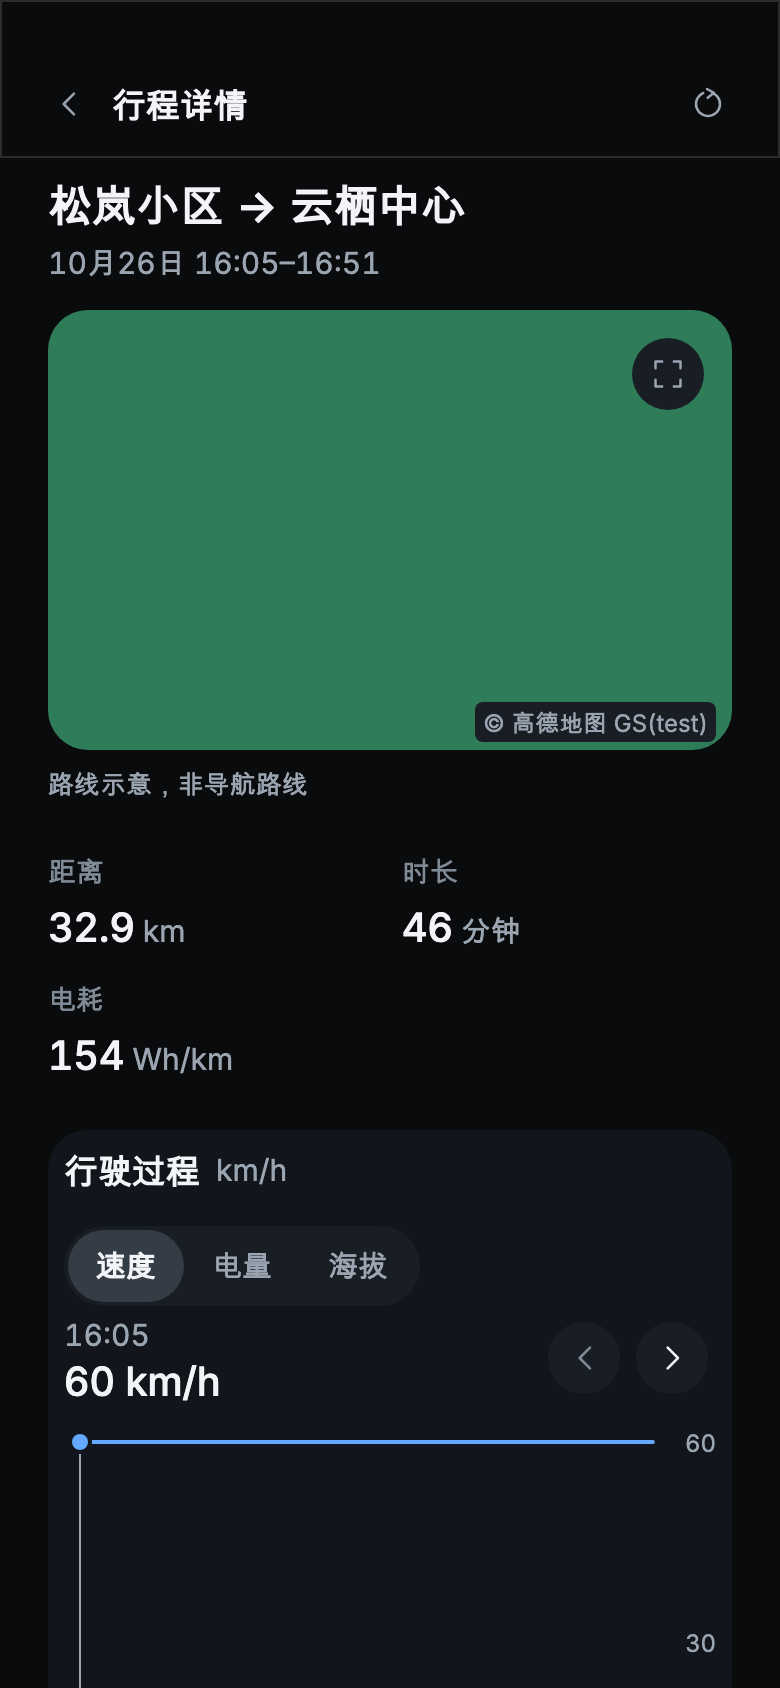 行程详情
松岚小区 → 云栖中心
10月26日 16:05–16:51
© 高德地图 GS(test)
路线示意，非导航路线
距离
时长
32.9 km
46 分钟
电耗
154 Wh/km
行驶过程 km/h
速度
电量
海拔
16:05
60 km/h
60
30